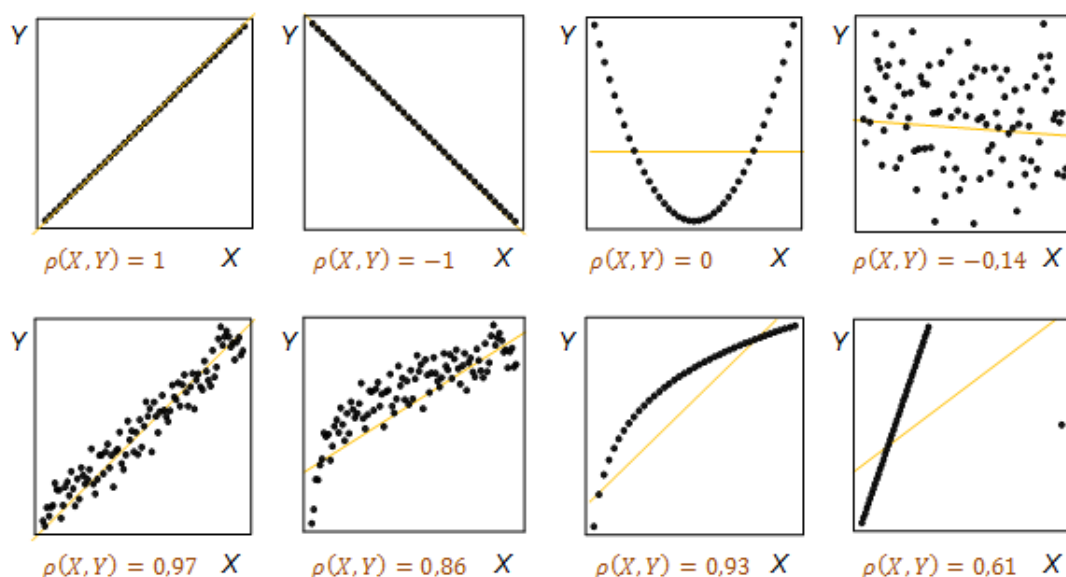 Y Y Y Y
ρ(X,Y) = 1 X ρ(X,Y) = −1 X ρ(X,Y) = 0 X ρ(X,Y) = −0,14 X
Y Y Y Y
ρ(X,Y) = 0,97 X ρ(X,Y) = 0,86 X ρ(X,Y) = 0,93 X ρ(X,Y) = 0,61 X